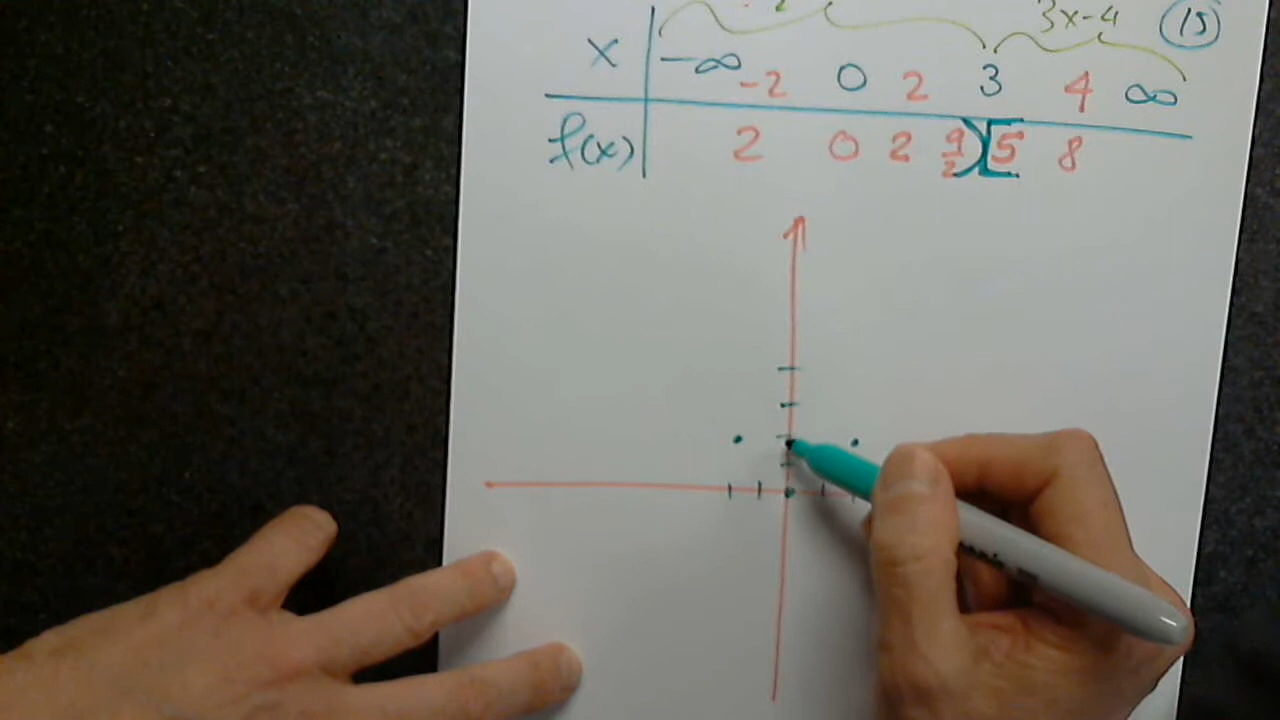 3x-4 (15)
x | -∞ -2 0 2 3 4 ∞
f(x) | 2 0 2 9/2) [5 8